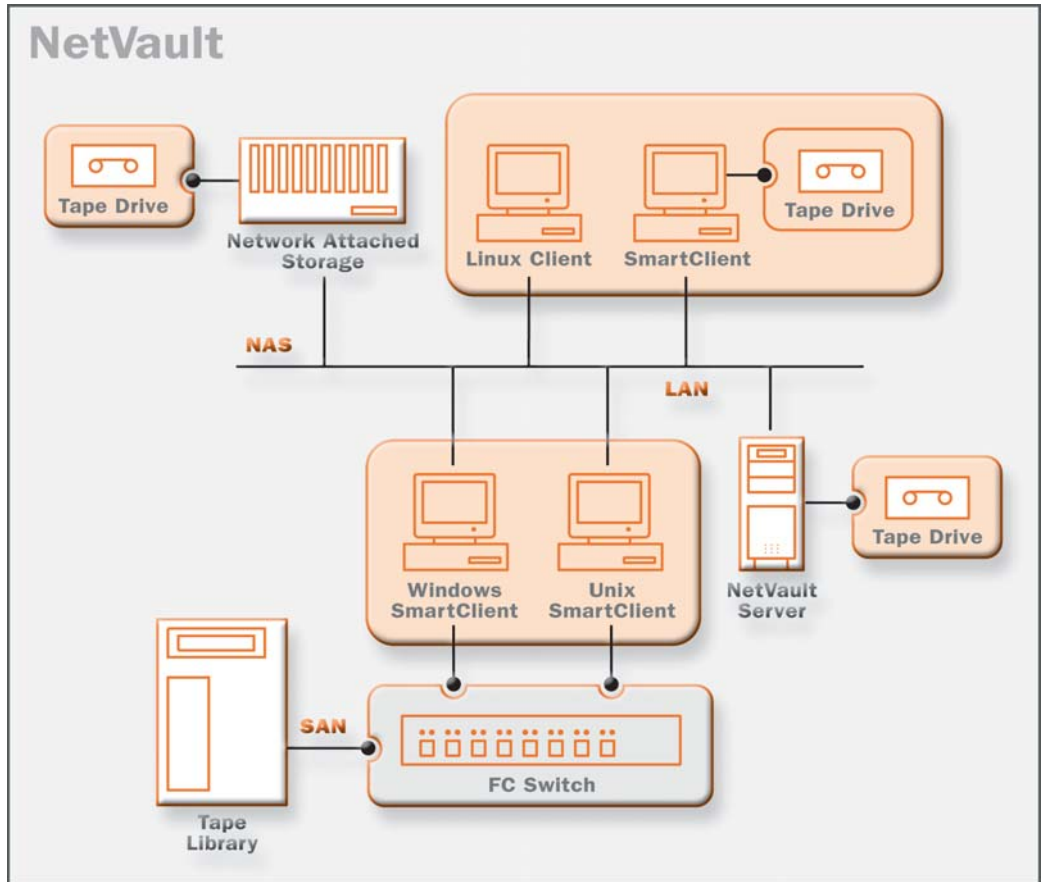 NetVault
Tape Drive
Network Attached
Storage
Linux Client
SmartClient
Tape Drive
NAS
LAN
Windows
SmartClient
Unix
SmartClient
NetVault
Server
Tape Drive
SAN
FC Switch
Tape
Library